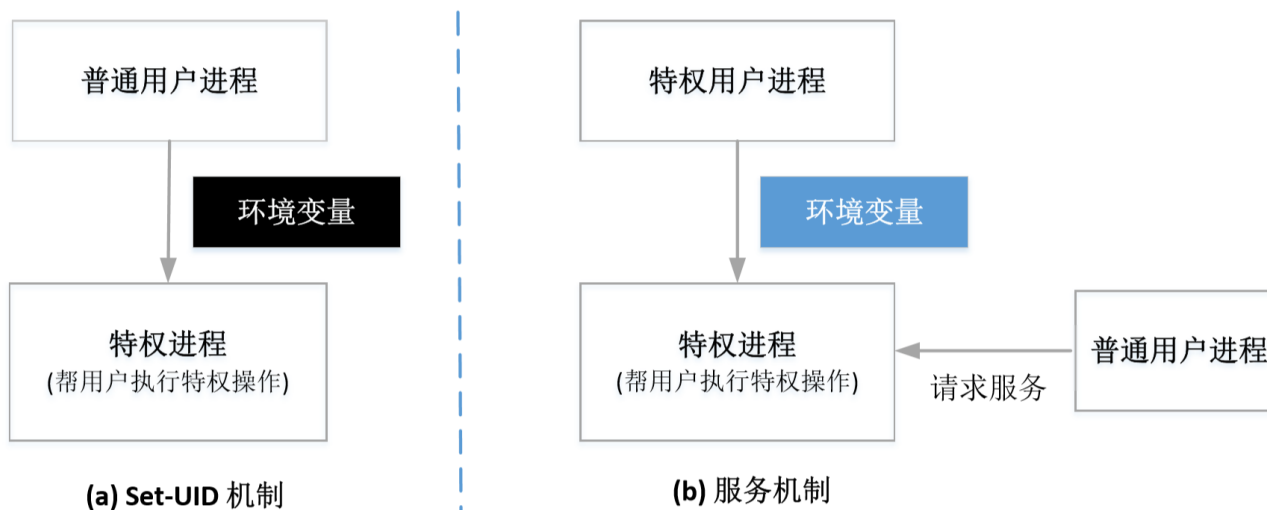 普通用户进程
环境变量
特权进程
(帮用户执行特权操作)
(a) Set-UID 机制
特权用户进程
环境变量
特权进程
(帮用户执行特权操作)
普通用户进程
请求服务
(b) 服务机制